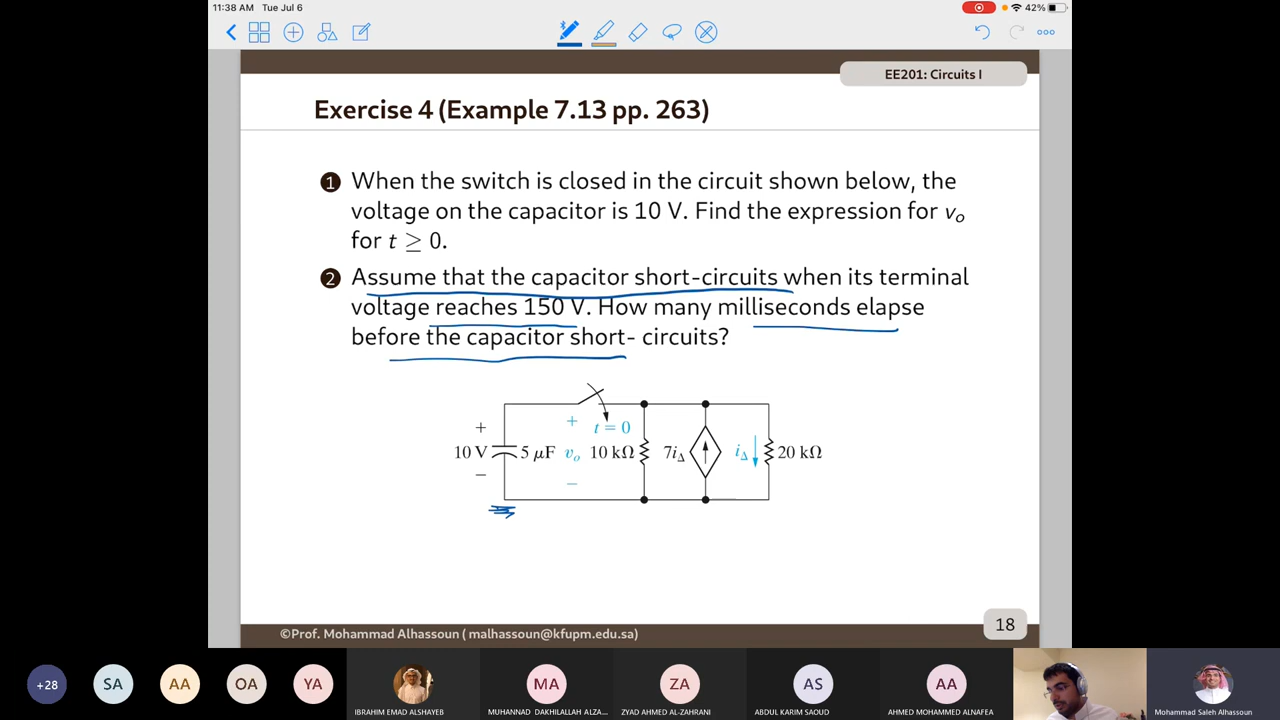 11:38 AM Tue Jul 6
42%
EE201: Circuits I
Exercise 4 (Example 7.13 pp. 263)
1 When the switch is closed in the circuit shown below, the
voltage on the capacitor is 10 V. Find the expression for vo
for t ≥ 0.
2 Assume that the capacitor short-circuits when its terminal
voltage reaches 150 V. How many milliseconds elapse
before the capacitor short- circuits?
+ + t = 0
10 V 5 μF vo 10 kΩ 7iΔ iΔ 20 kΩ
− −
18
©Prof. Mohammad Alhassoun ( malhassoun@kfupm.edu.sa)
+28 SA AA OA YA MA ZA AS AA
IBRAHIM EMAD ALSHAYEB MUHANNAD DAKHILALLAH ALZA... ZYAD AHMED AL-ZAHRANI ABDUL KARIM SAOUD AHMED MOHAMMED ALNAFEA Mohammad Saleh Alhassoun